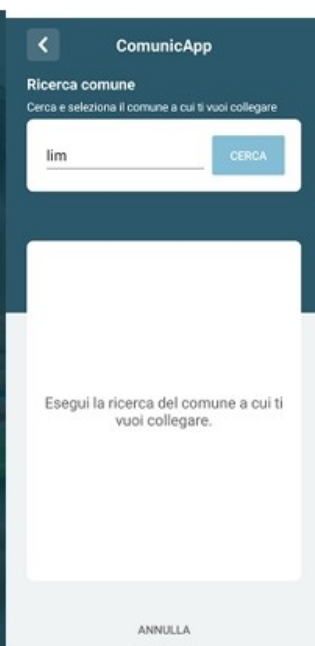 ComunicApp
Ricerca comune
Cerca e seleziona il comune a cui ti vuoi collegare
lim
CERCA
Esegui la ricerca del comune a cui ti
vuoi collegare.
ANNULLA